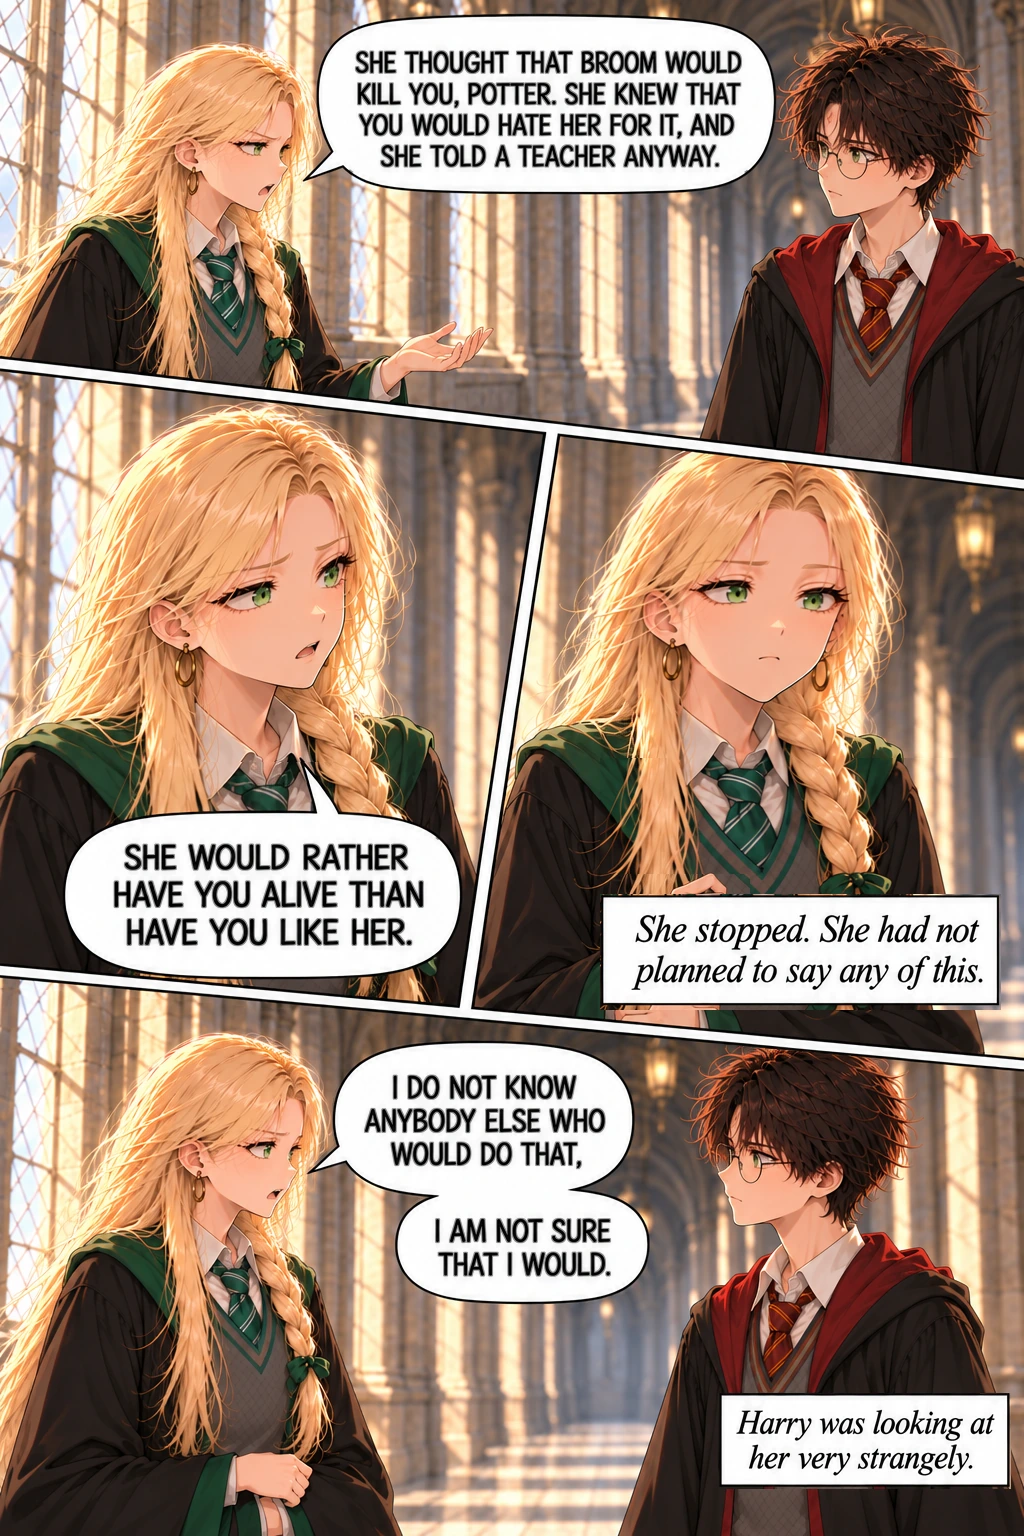 SHE THOUGHT THAT BROOM WOULD
KILL YOU, POTTER. SHE KNEW THAT
YOU WOULD HATE HER FOR IT, AND
SHE TOLD A TEACHER ANYWAY.
SHE WOULD RATHER
HAVE YOU ALIVE THAN
HAVE YOU LIKE HER.
She stopped. She had not
planned to say any of this.
I DO NOT KNOW
ANYBODY ELSE WHO
WOULD DO THAT,
I AM NOT SURE
THAT I WOULD.
Harry was looking at
her very strangely.